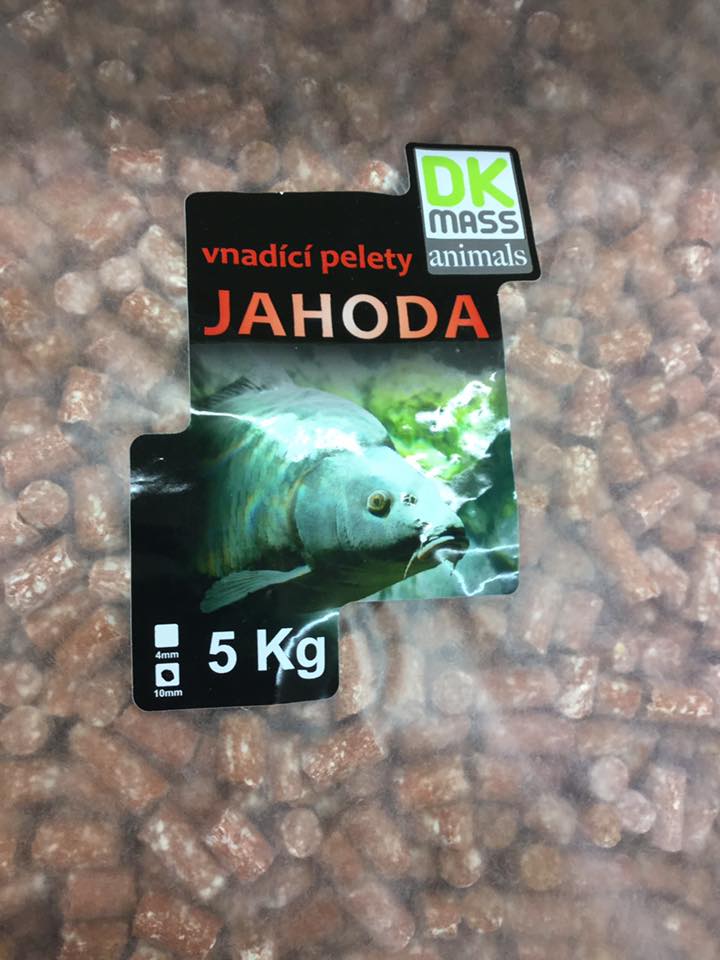 DK
MASS
animals
vnadící pelety
JAHODA
4mm
10mm
5 Kg